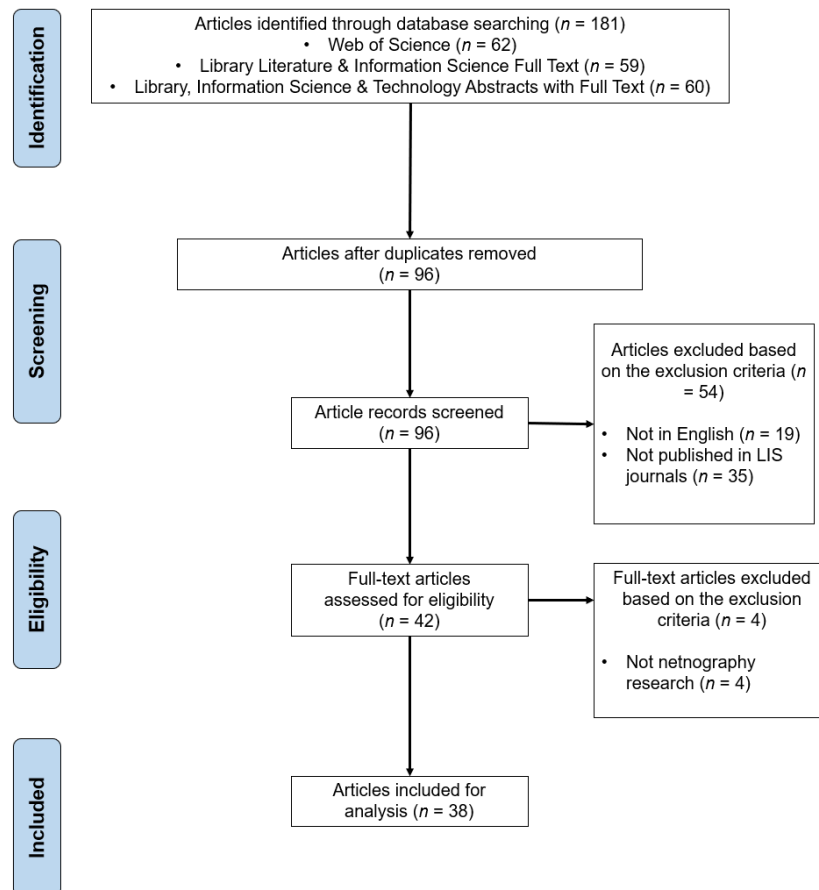 Identification
Articles identified through database searching (n = 181)
• Web of Science (n = 62)
• Library Literature & Information Science Full Text (n = 59)
• Library, Information Science & Technology Abstracts with Full Text (n = 60)
Screening
Articles after duplicates removed
(n = 96)
Article records screened
(n = 96)
Articles excluded based
on the exclusion criteria (n
= 54)
• Not in English (n = 19)
• Not published in LIS
journals (n = 35)
Eligibility
Full-text articles
assessed for eligibility
(n = 42)
Full-text articles excluded
based on the exclusion
criteria (n = 4)
• Not netnography
research (n = 4)
Included
Articles included for
analysis (n = 38)